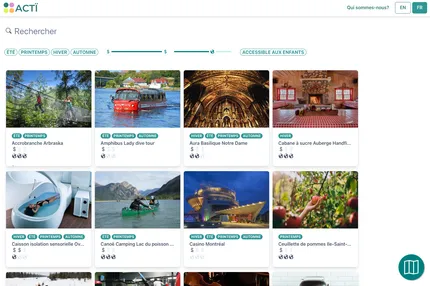 ACTÏ
Qui sommes-nous?
EN
FR
Rechercher
ÉTÉ
PRINTEMPS
HIVER
AUTOMNE
$
$
ACCESSIBLE AUX ENFANTS
ÉTÉ PRINTEMPS
Accrobranche Arbraska
$
ÉTÉ PRINTEMPS AUTOMNE
Amphibus Lady dive tour
$
HIVER ÉTÉ PRINTEMPS AUTOMNE
Aura Basilique Notre Dame
$
HIVER
Cabane à sucre Auberge Handfi...
$
HIVER ÉTÉ PRINTEMPS AUTOMNE
Caisson isolation sensorielle Ov...
$ $
ÉTÉ PRINTEMPS AUTOMNE
Canoë Camping Lac du poisson ...
$
HIVER ÉTÉ PRINTEMPS AUTOMNE
Casino Montréal
$
PRINTEMPS
Cueillette de pommes Ile-Saint-...
$